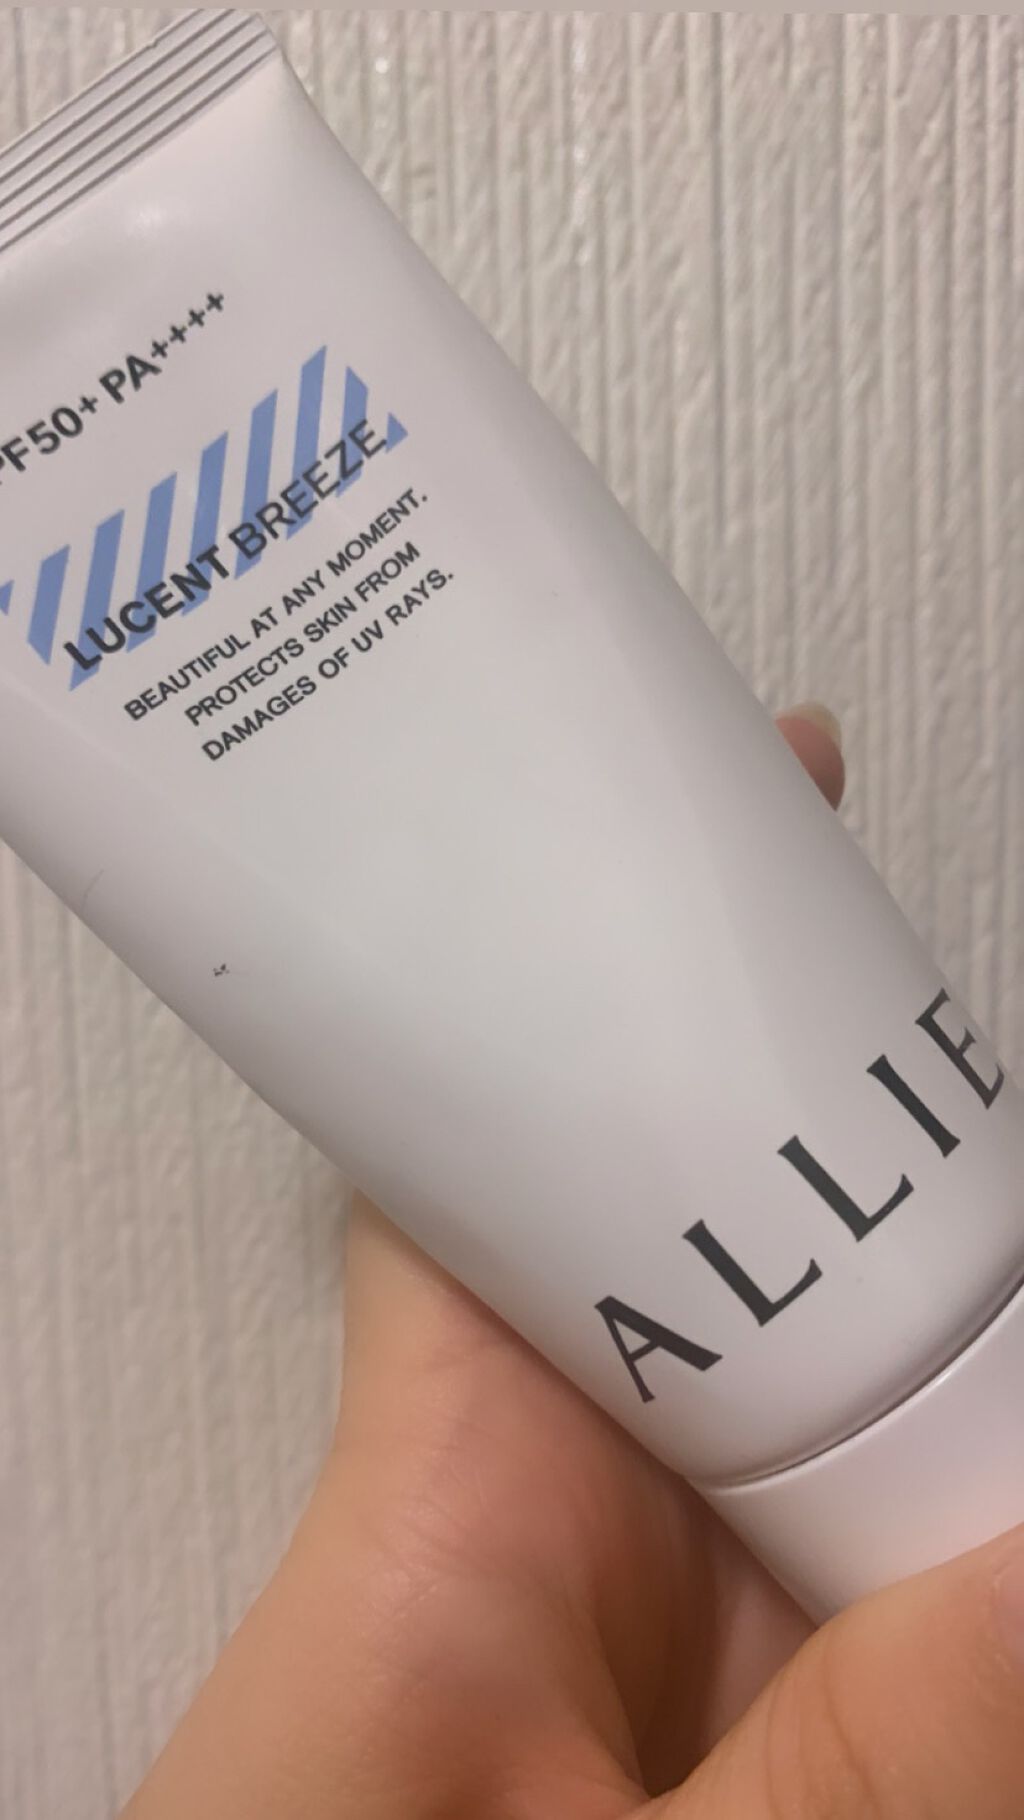 PF50+ PA++++
LUCENT BREEZE
BEAUTIFUL AT ANY MOMENT.
PROTECTS SKIN FROM
DAMAGES OF UV RAYS.
ALLIE